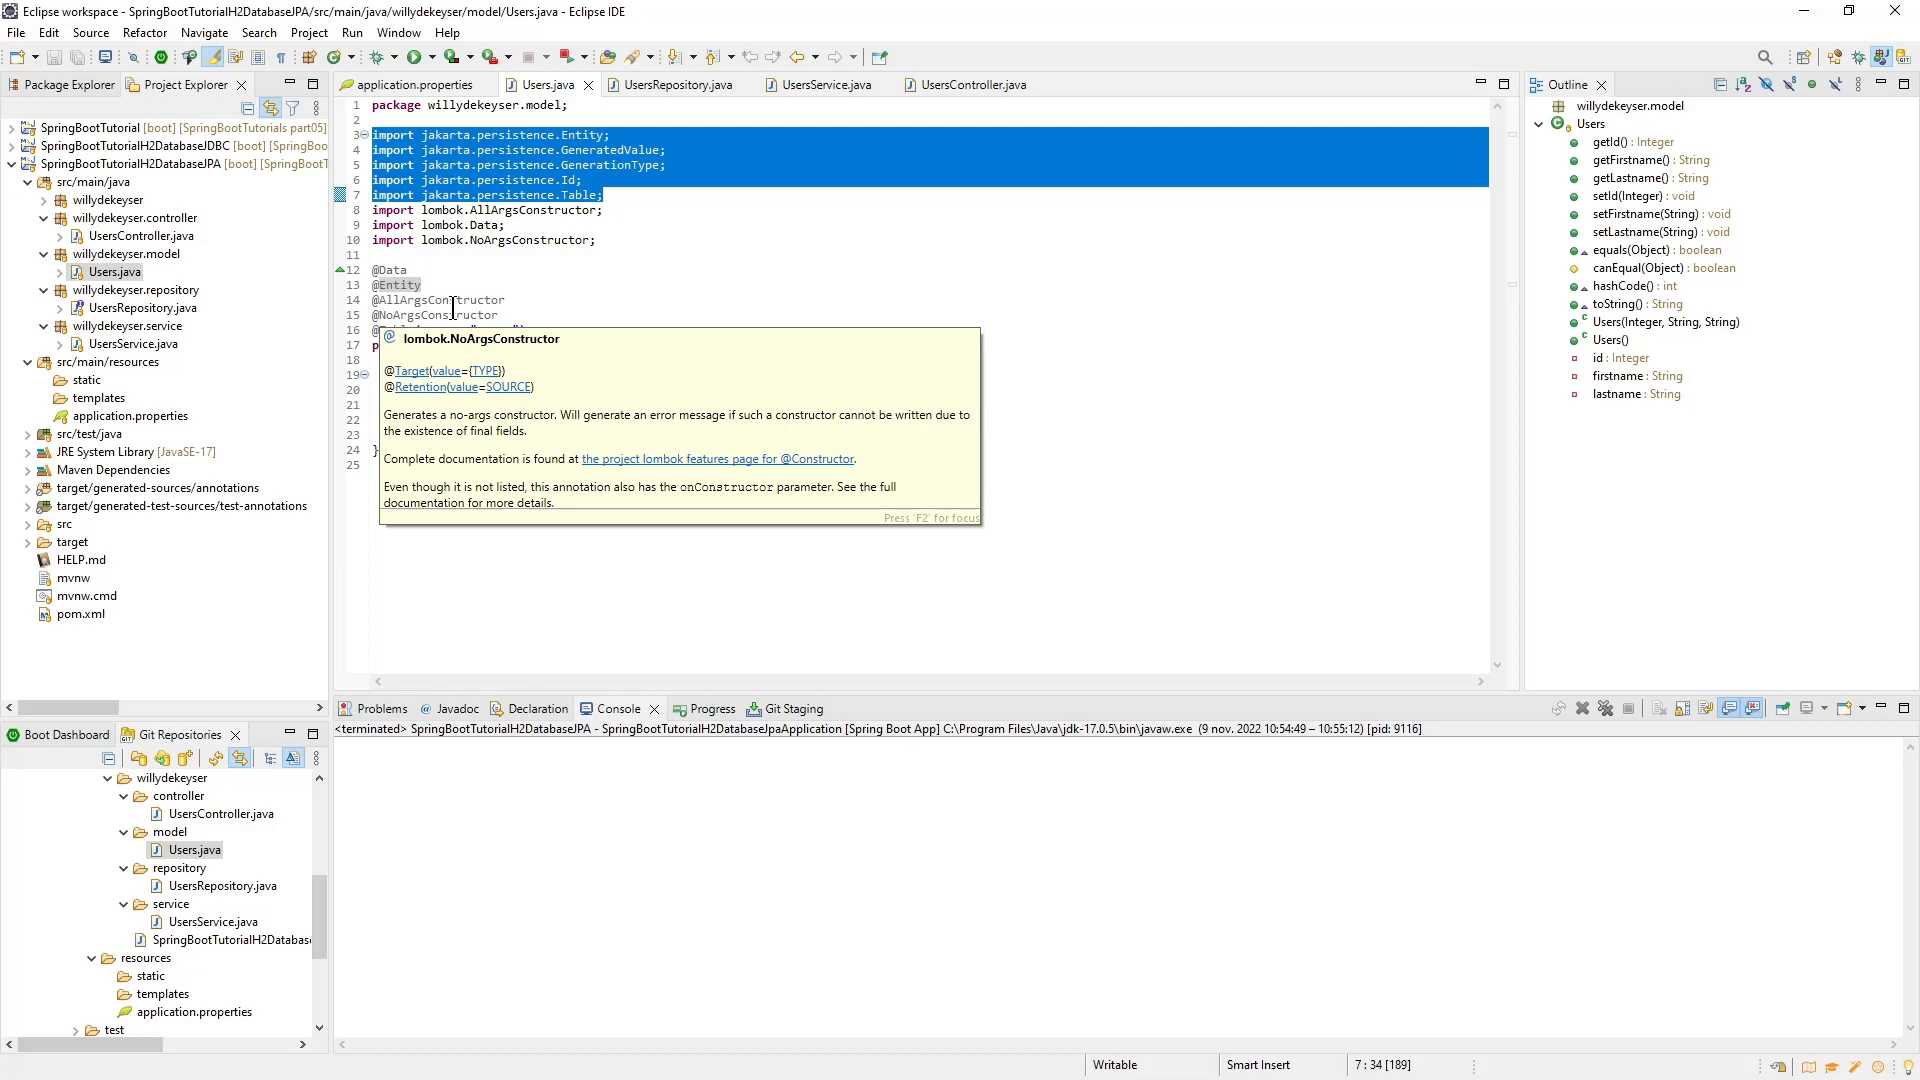 Eclipse workspace - SpringBootTutorialH2DatabaseJPA/src/main/java/willydekeyser/model/Users.java - Eclipse IDE
File Edit Source Refactor Navigate Search Project Run Window Help
Package Explorer Project Explorer
SpringBootTutorial [boot] [SpringBootTutorials part05]
SpringBootTutorialH2DatabaseJDBC [boot] [SpringBoo
SpringBootTutorialH2DatabaseJPA [boot] [SpringBootT
src/main/java
willydekeyser
willydekeyser.controller
UsersController.java
willydekeyser.model
Users.java
willydekeyser.repository
UsersRepository.java
willydekeyser.service
UsersService.java
src/main/resources
static
templates
application.properties
src/test/java
JRE System Library [JavaSE-17]
Maven Dependencies
target/generated-sources/annotations
target/generated-test-sources/test-annotations
src
target
HELP.md
mvnw
mvnw.cmd
pom.xml
Boot Dashboard Git Repositories
willydekeyser
controller
UsersController.java
model
Users.java
repository
UsersRepository.java
service
UsersService.java
SpringBootTutorialH2Databas
resources
static
templates
application.properties
test
application.properties Users.java UsersRepository.java UsersService.java UsersController.java
1 package willydekeyser.model;
2
3 import jakarta.persistence.Entity;
4 import jakarta.persistence.GeneratedValue;
5 import jakarta.persistence.GenerationType;
6 import jakarta.persistence.Id;
7 import jakarta.persistence.Table;
8 import lombok.AllArgsConstructor;
9 import lombok.Data;
10 import lombok.NoArgsConstructor;
11
12 @Data
13 @Entity
14 @AllArgsConstructor
15 @NoArgsConstructor
16 @
17 p
18
19
20
21
22
23
24 }
25
@ lombok.NoArgsConstructor
@Target(value={TYPE})
@Retention(value=SOURCE)
Generates a no-args constructor. Will generate an error message if such a constructor cannot be written due to
the existence of final fields.
Complete documentation is found at the project lombok features page for @Constructor.
Even though it is not listed, this annotation also has the onConstructor parameter. See the full
documentation for more details.
Press 'F2' for focus
Outline
willydekeyser.model
Users
getId() : Integer
getFirstname() : String
getLastname() : String
setId(Integer) : void
setFirstname(String) : void
setLastname(String) : void
equals(Object) : boolean
canEqual(Object) : boolean
hashCode() : int
toString() : String
Users(Integer, String, String)
Users()
id : Integer
firstname : String
lastname : String
Problems @ Javadoc Declaration Console Progress Git Staging
<terminated> SpringBootTutorialH2DatabaseJPA - SpringBootTutorialH2DatabaseJpaApplication [Spring Boot App] C:\Program Files\Java\jdk-17.0.5\bin\javaw.exe (9 nov. 2022 10:54:49 – 10:55:12) [pid: 9116]
Writable Smart Insert 7 : 34 [189]